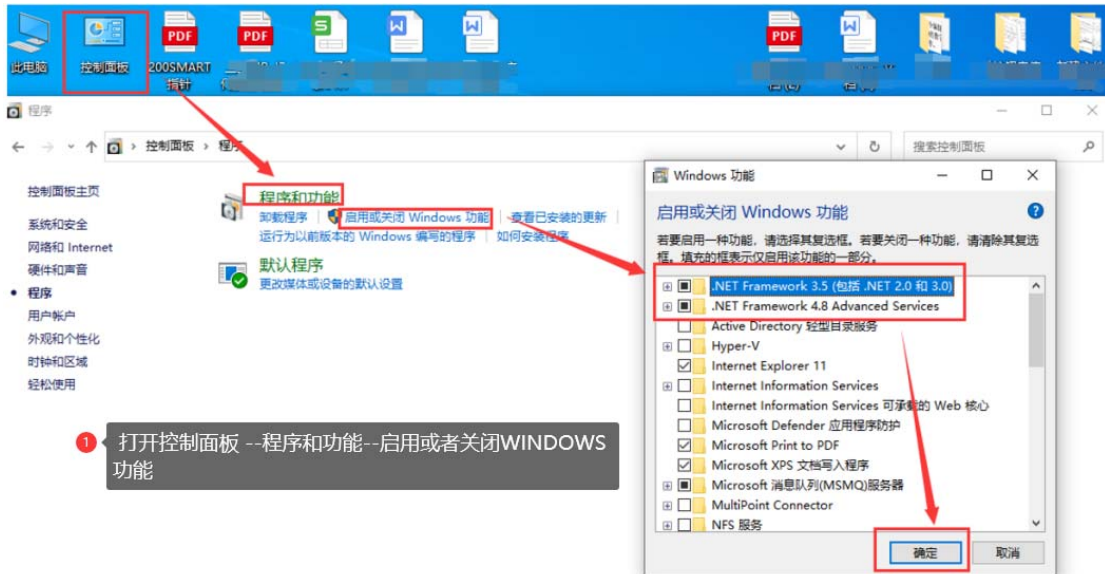 PDF
PDF
S
W
W
PDF
W
此电脑
控制面板
200SMART
指针
程序
控制面板 › 程序
搜索控制面板
控制面板主页
系统和安全
网络和 Internet
硬件和声音
程序
用户帐户
外观和个性化
时钟和区域
轻松使用
程序和功能
卸载程序
启用或关闭 Windows 功能
查看已安装的更新
运行为以前版本的 Windows 编写的程序
如何安装程序
默认程序
更改媒体或设备的默认设置
1
打开控制面板 --程序和功能--启用或者关闭WINDOWS
功能
Windows 功能
启用或关闭 Windows 功能
若要启用一种功能，请选择其复选框。若要关闭一种功能，请清除其复选
框。填充的框表示仅启用该功能的一部分。
.NET Framework 3.5 (包括 .NET 2.0 和 3.0)
.NET Framework 4.8 Advanced Services
Active Directory 轻型目录服务
Hyper-V
Internet Explorer 11
Internet Information Services
Internet Information Services 可承载的 Web 核心
Microsoft Defender 应用程序防护
Microsoft Print to PDF
Microsoft XPS 文档写入程序
Microsoft 消息队列(MSMQ)服务器
MultiPoint Connector
NFS 服务
确定
取消